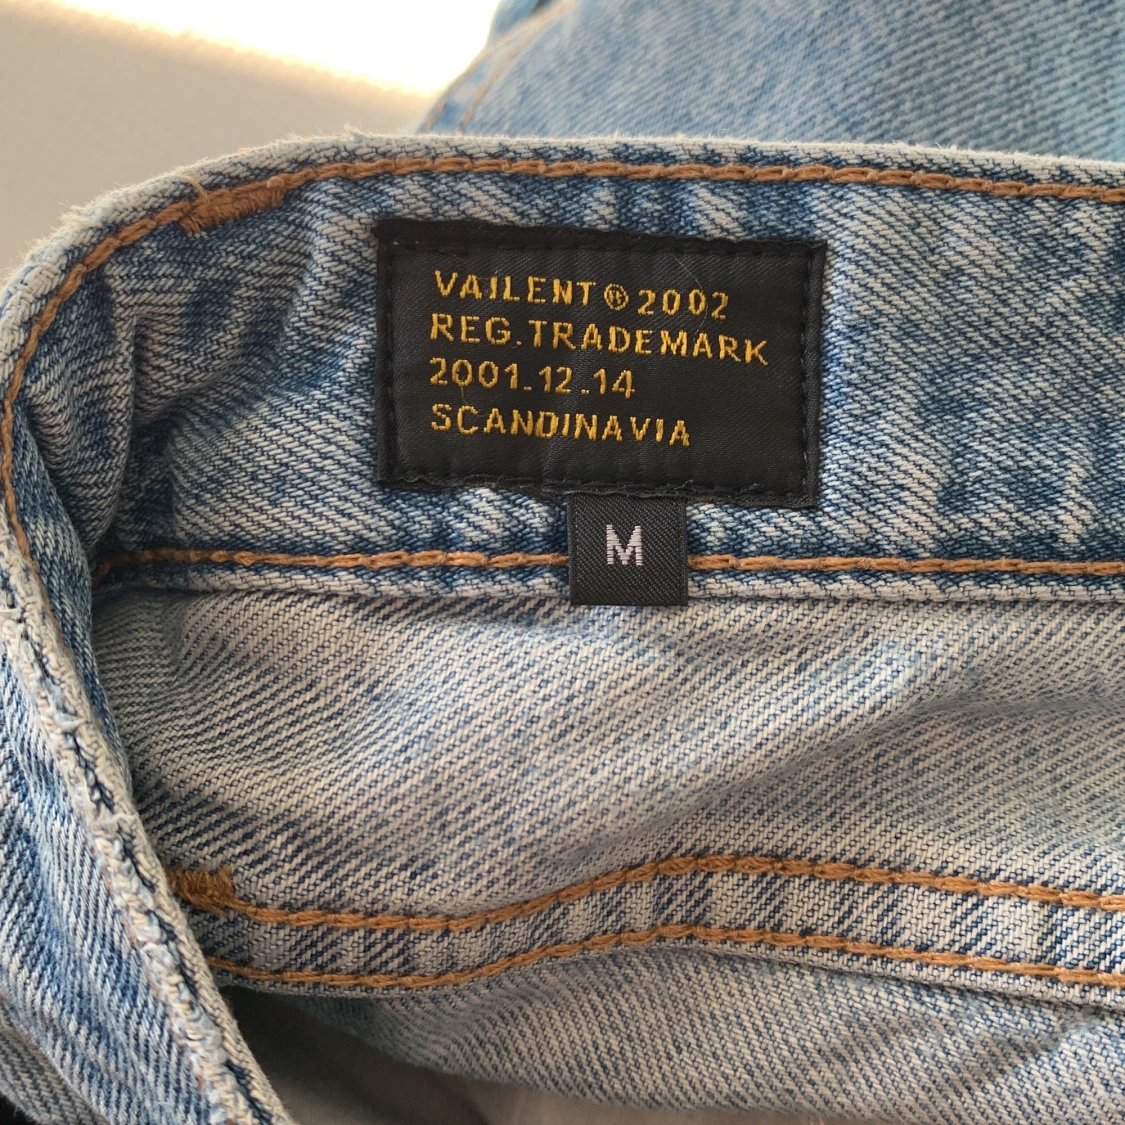 VAILENT ® 2002
REG. TRADEMARK
2001.12.14
SCANDINAVIA
M